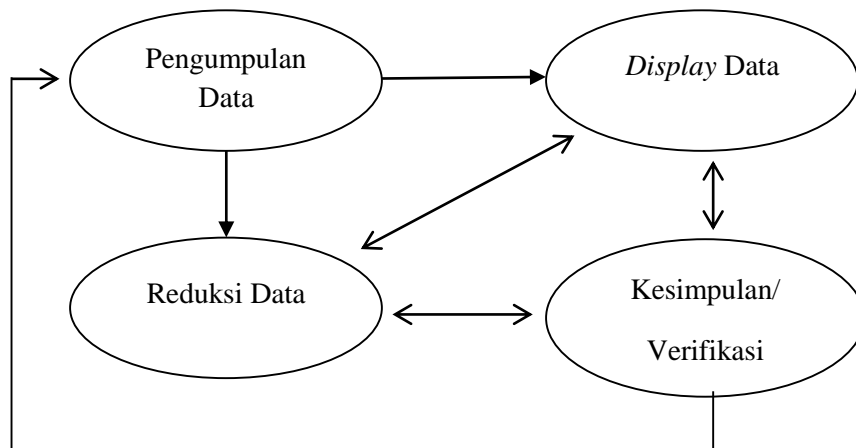 Pengumpulan
Data
Display Data
Reduksi Data
Kesimpulan/
Verifikasi